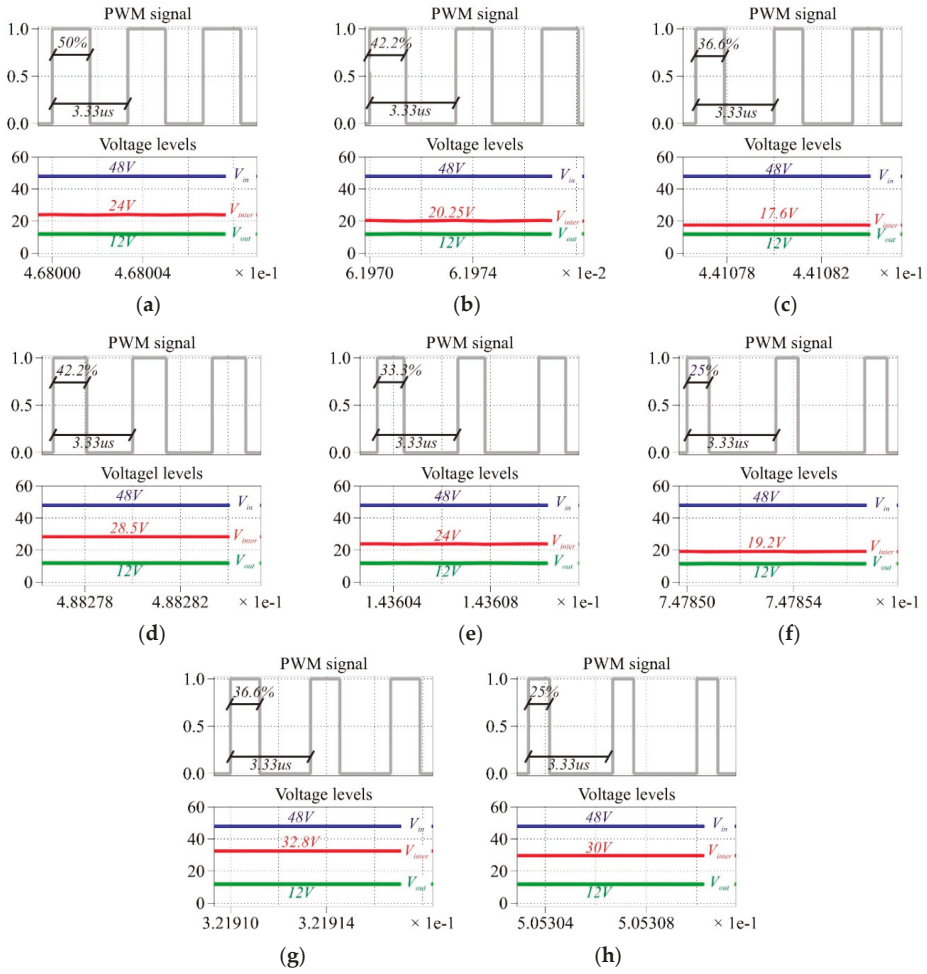 PWM signal
1.0
50%
0.5
3.33us
0.0
Voltage levels
60
48V
V_in
40
24V
V_inter
20
V_out
12V
0
4.68000 4.68004 × 1e-1
(a)
PWM signal
1.0
42.2%
0.5
3.33us
0.0
Voltage levels
60
48V
V_in
40
20.25V
V_inter
20
V_out
12V
0
6.1970 6.1974 × 1e-2
(b)
PWM signal
1.0
36.6%
0.5
3.33us
0.0
Voltage levels
60
48V
V_in
40
17.6V
V_inter
20
V_out
12V
0
4.41078 4.41082 × 1e-1
(c)
PWM signal
1.0
42.2%
0.5
3.33us
0.0
Voltagel levels
60
48V
V_in
40
28.5V
V_inter
20
V_out
12V
0
4.88278 4.88282 × 1e-1
(d)
PWM signal
1.0
33.3%
0.5
3.33us
0.0
Voltage levels
60
48V
V_in
40
24V
V_inter
20
V_out
12V
0
1.43604 1.43608 × 1e-1
(e)
PWM signal
1.0
25%
0.5
3.33us
0.0
Voltage levels
60
48V
V_in
40
19.2V
V_inter
20
V_out
12V
0
7.47850 7.47854 × 1e-1
(f)
PWM signal
1.0
36.6%
0.5
3.33us
0.0
Voltage levels
60
48V
V_in
40
32.8V
V_inter
20
V_out
12V
0
3.21910 3.21914 × 1e-1
(g)
PWM signal
1.0
25%
0.5
3.33us
0.0
Voltage levels
60
48V
V_in
40
30V
V_inter
20
V_out
12V
0
5.05304 5.05308 × 1e-1
(h)